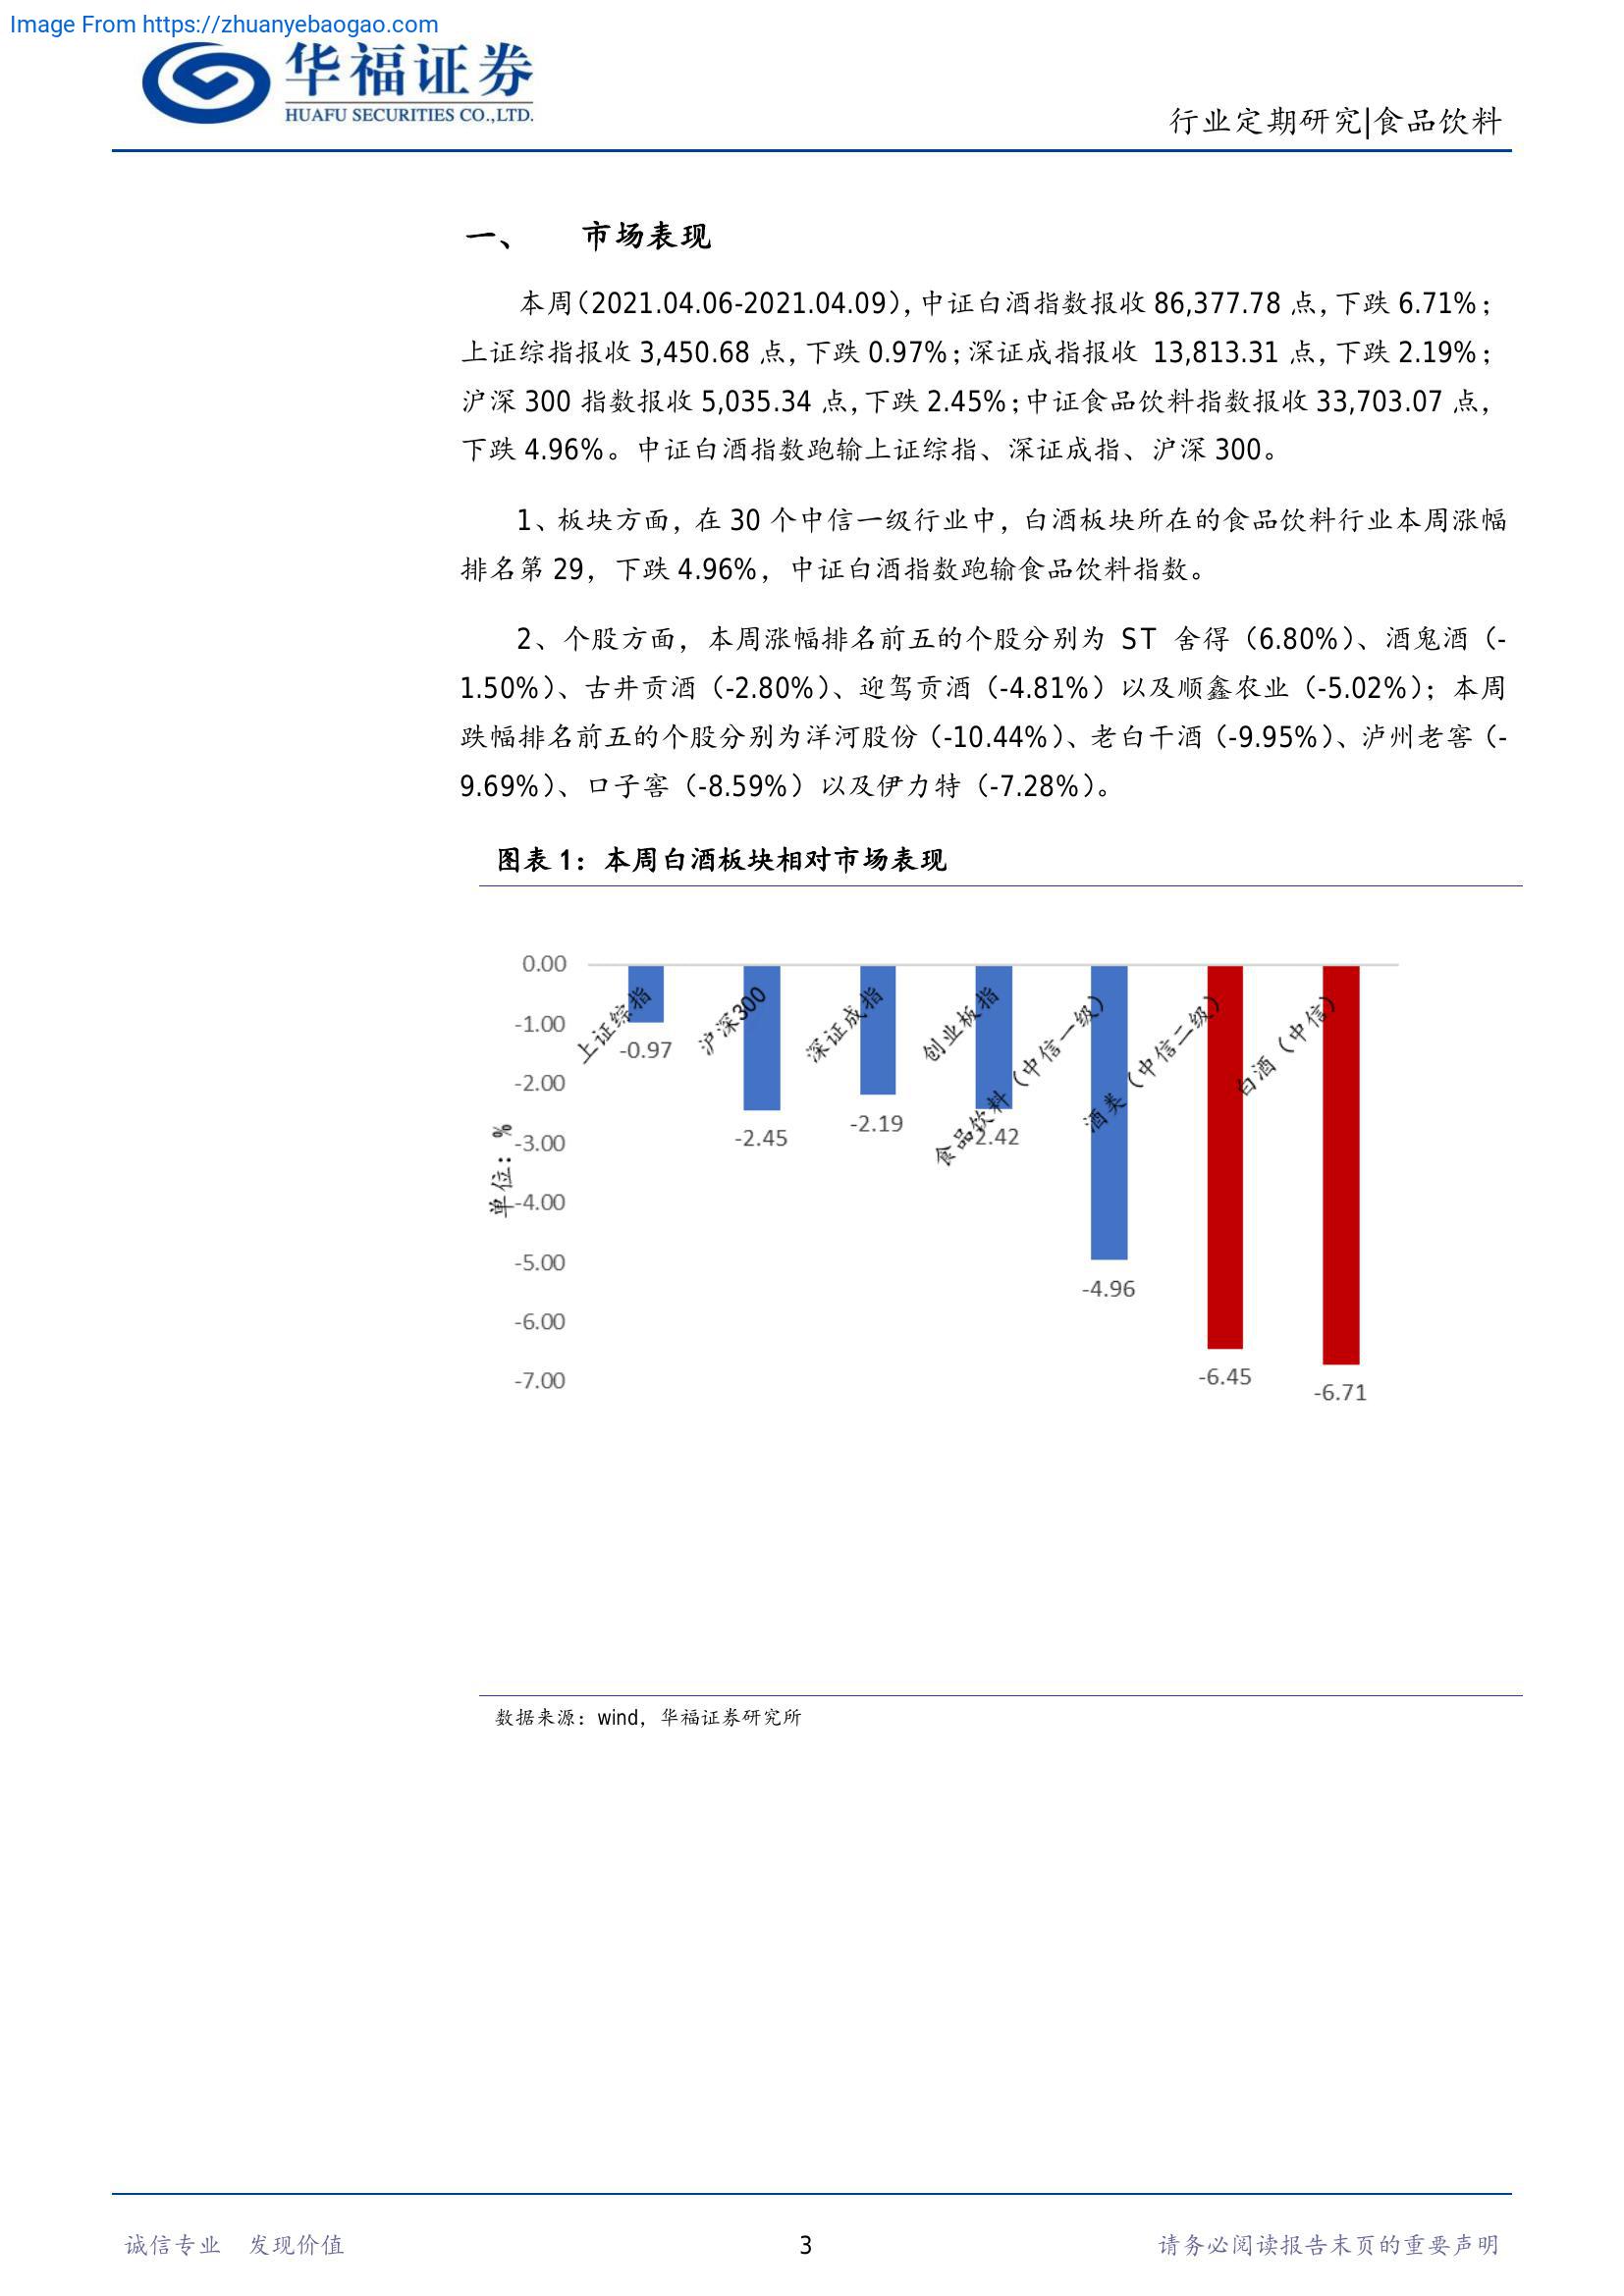 Image From https://zhuanyebaogao.com
华福证券
HUAFU SECURITIES CO.,LTD.
行业定期研究|食品饮料
一、 市场表现
本周（2021.04.06-2021.04.09），中证白酒指数报收 86,377.78 点，下跌 6.71%；
上证综指报收 3,450.68 点，下跌 0.97%；深证成指报收 13,813.31 点，下跌 2.19%；
沪深 300 指数报收 5,035.34 点，下跌 2.45%；中证食品饮料指数报收 33,703.07 点，
下跌 4.96%。中证白酒指数跑输上证综指、深证成指、沪深 300。
1、板块方面，在 30 个中信一级行业中，白酒板块所在的食品饮料行业本周涨幅
排名第 29，下跌 4.96%，中证白酒指数跑输食品饮料指数。
2、个股方面，本周涨幅排名前五的个股分别为 ST 舍得（6.80%）、酒鬼酒（-
1.50%）、古井贡酒（-2.80%）、迎驾贡酒（-4.81%）以及顺鑫农业（-5.02%）；本周
跌幅排名前五的个股分别为洋河股份（-10.44%）、老白干酒（-9.95%）、泸州老窖（-
9.69%）、口子窖（-8.59%）以及伊力特（-7.28%）。
图表 1：本周白酒板块相对市场表现
单位：%
0.00
-1.00
-2.00
-3.00
-4.00
-5.00
-6.00
-7.00
上证综指
沪深300
深证成指
创业板指
食品饮料（中信一级）
酒类（中信二级）
白酒（中信）
-0.97
-2.45
-2.19
-2.42
-4.96
-6.45
-6.71
数据来源：wind，华福证券研究所
诚信专业 发现价值
3
请务必阅读报告末页的重要声明